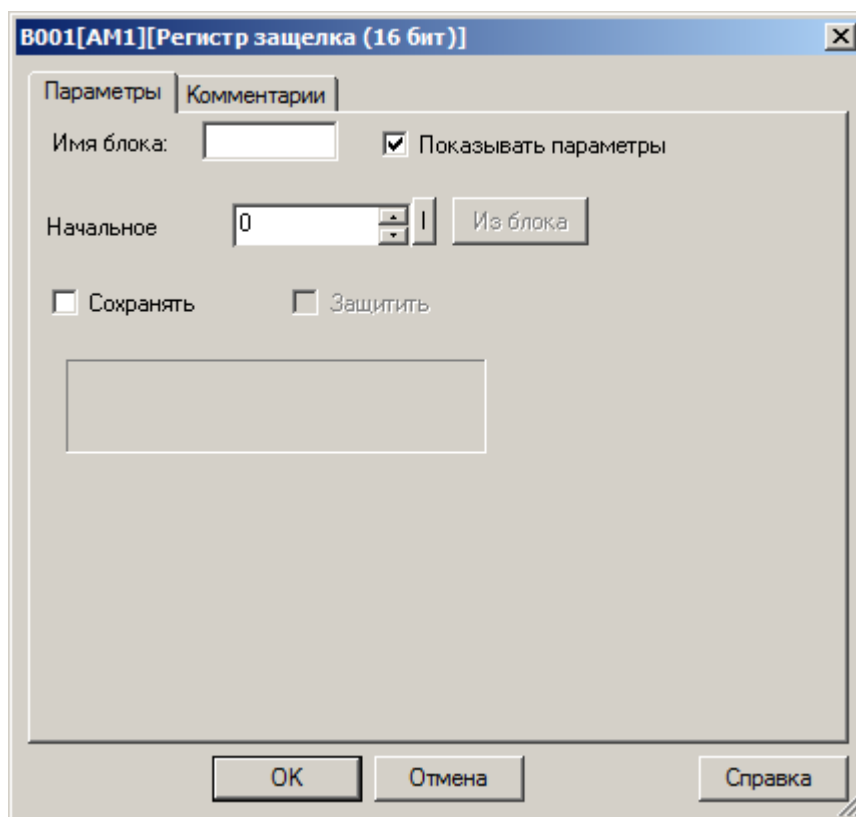 B001[AM1][Регистр защелка (16 бит)]
Параметры Комментарии
Имя блока: Показывать параметры
Начальное 0 I Из блока
Сохранять Защитить
OK Отмена Справка